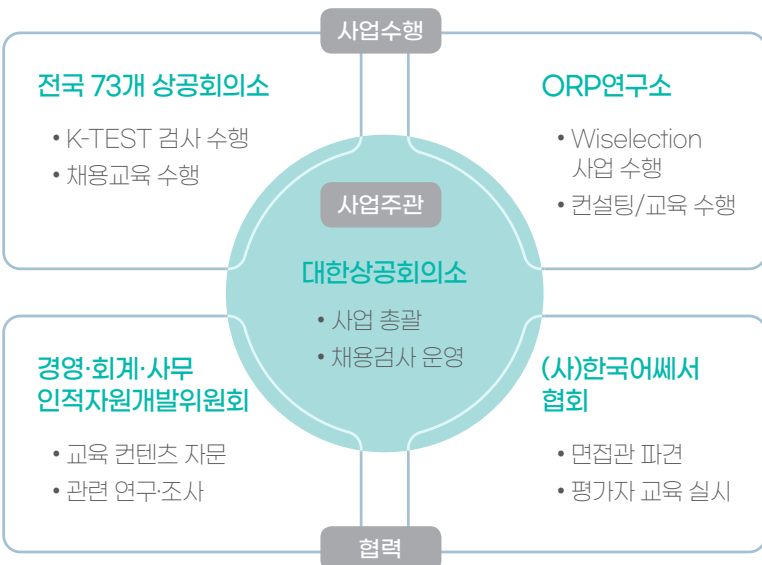 사업수행
전국 73개 상공회의소
• K-TEST 검사 수행
• 채용교육 수행
ORP연구소
• Wiselection
사업 수행
• 컨설팅/교육 수행
사업주관
대한상공회의소
• 사업 총괄
• 채용검사 운영
경영·회계·사무
인적자원개발위원회
• 교육 컨텐츠 자문
• 관련 연구·조사
(사)한국어쎄서
협회
• 면접관 파견
• 평가자 교육 실시
협력